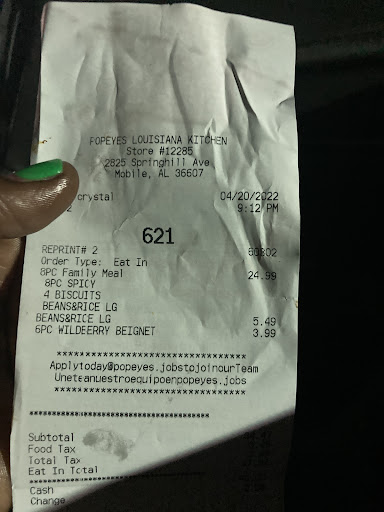 POPEYES LOUISIANA KITCHEN
Store #12285
2825 Springhill Ave
Mobile, AL 36607
crystal 04/20/2022
2 9:12 PM
621
REPRINT# 2 60802
Order Type: Eat In
8PC Family Meal 24.99
8PC SPICY
4 BISCUITS
BEANS&RICE LG
BEANS&RICE LG 5.49
6PC WILDBERRY BEIGNET 3.99
**********************************
Applytoday@popeyes.jobstojoinourTeam
Uneteanuestroequipoenpopeyes.jobs
**********************************
**********************************
Subtotal
Food Tax
Total Tax
Eat In Total
**********************************
Cash
Change